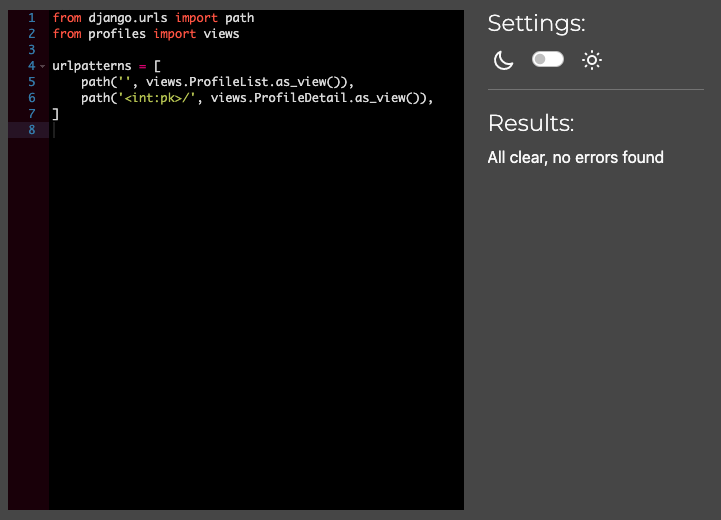 1 from django.urls import path
2 from profiles import views
3
4 urlpatterns = [
5     path('', views.ProfileList.as_view()),
6     path('<int:pk>/', views.ProfileDetail.as_view()),
7 ]
8
Settings:
Results:
All clear, no errors found